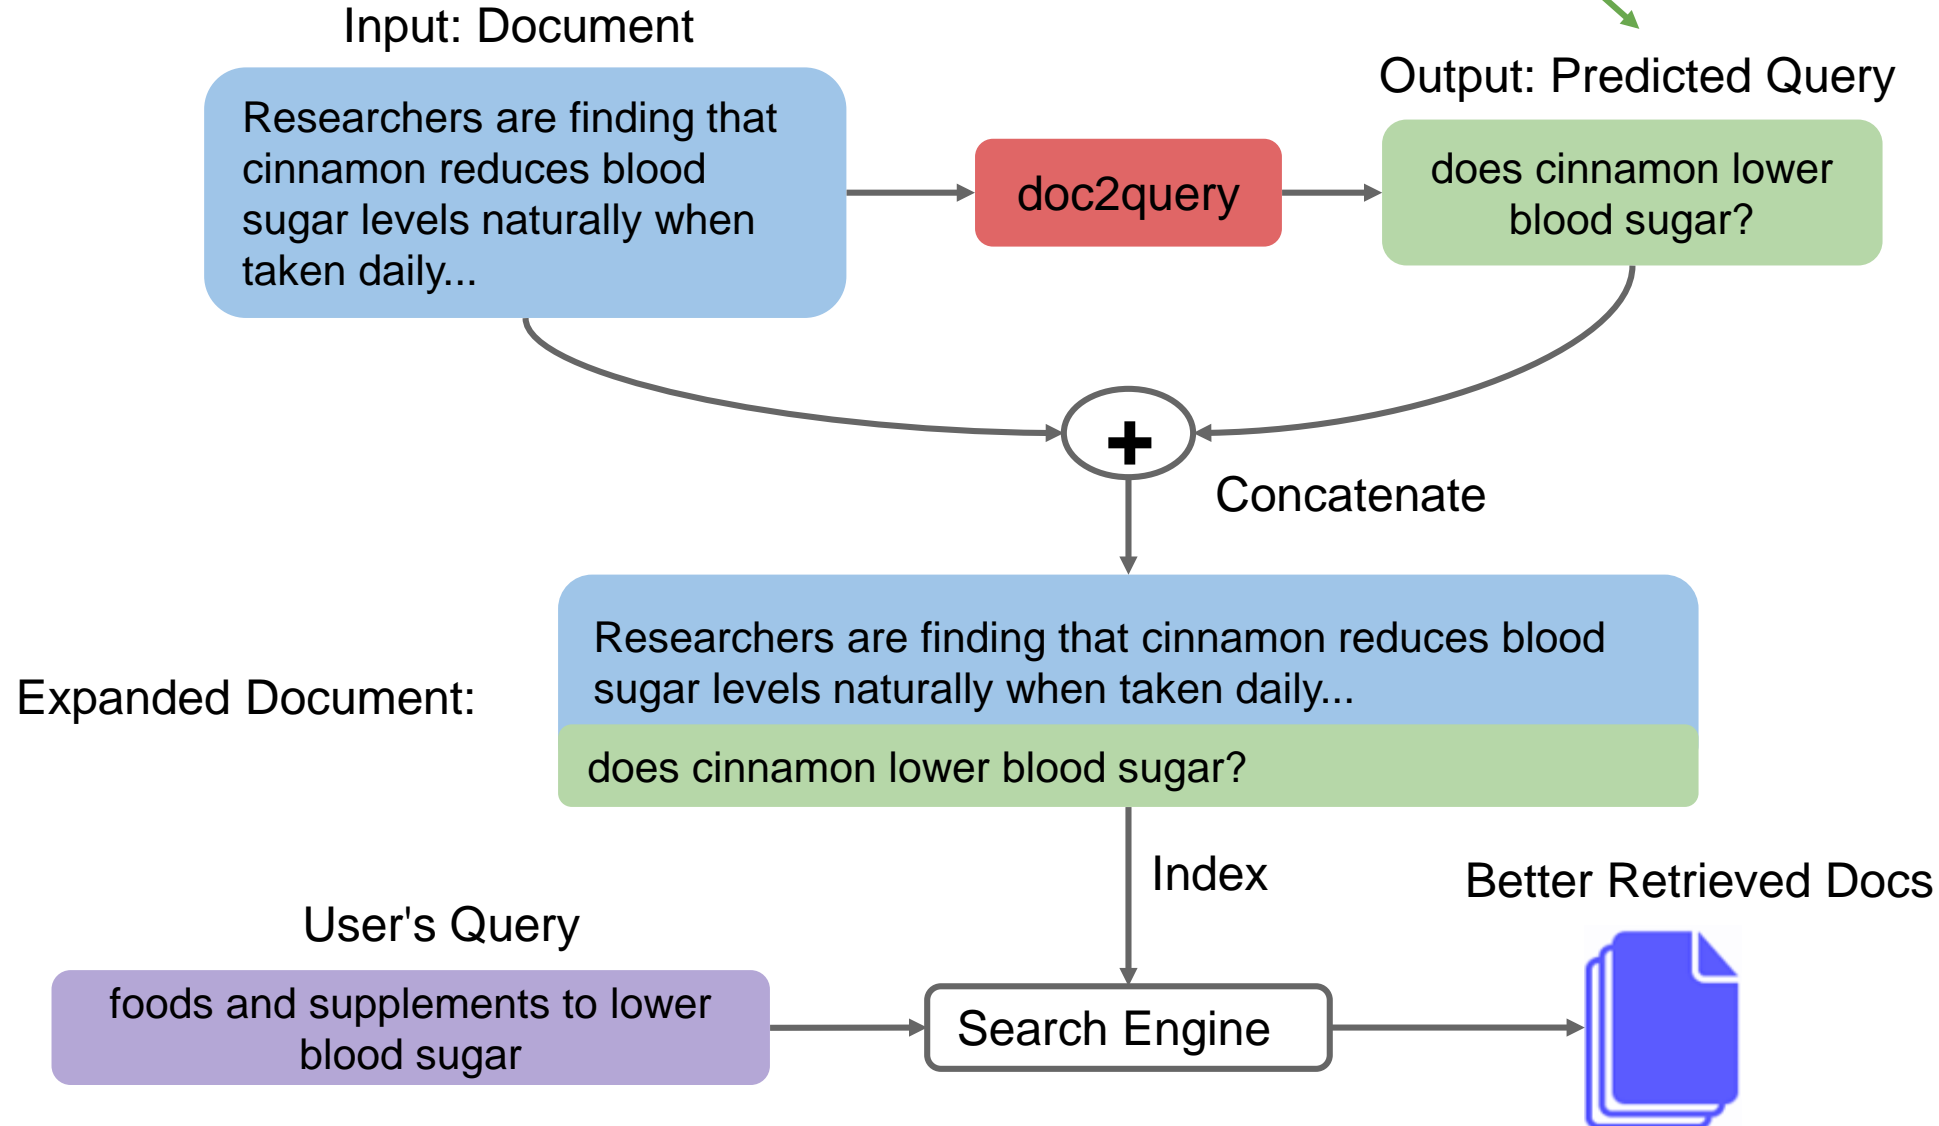 Input: Document
Output: Predicted Query
Researchers are finding that
cinnamon reduces blood
sugar levels naturally when
taken daily...
doc2query
does cinnamon lower
blood sugar?
+
Concatenate
Expanded Document:
Researchers are finding that cinnamon reduces blood
sugar levels naturally when taken daily...
does cinnamon lower blood sugar?
Index
Better Retrieved Docs
User's Query
foods and supplements to lower
blood sugar
Search Engine